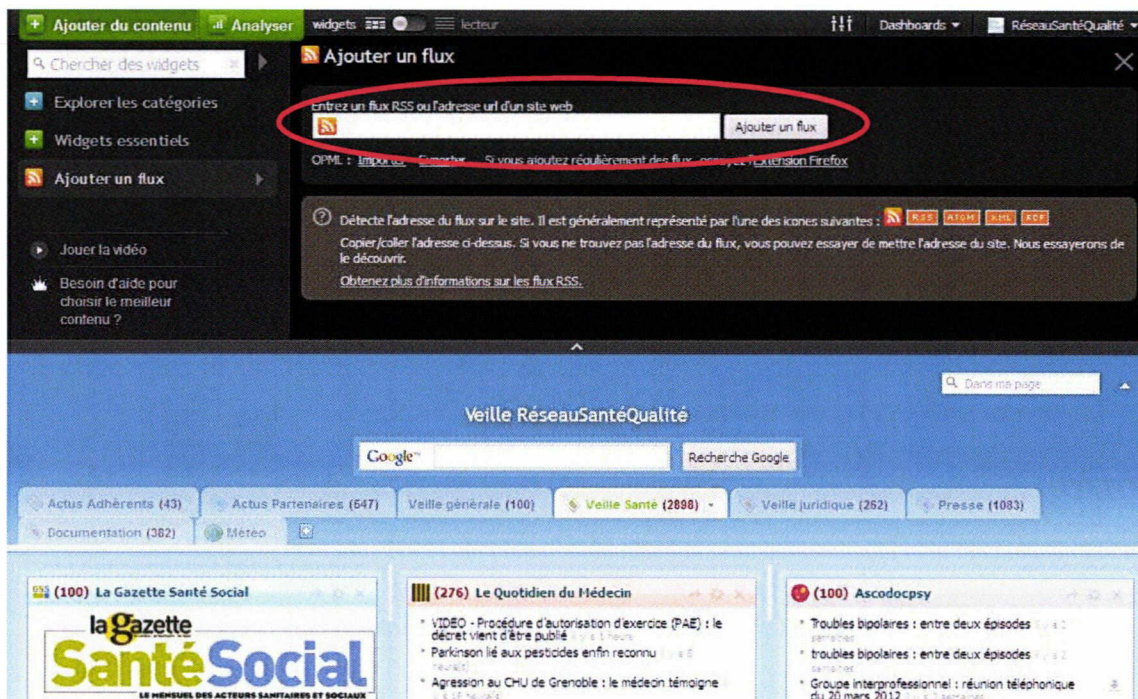 Ajouter du contenu Analyser widgets lecteur Dashboards RéseauSantéQualité
Chercher des widgets
Explorer les catégories
Widgets essentiels
Ajouter un flux
Jouer la vidéo
Besoin d'aide pour
choisir le meilleur
contenu ?
Ajouter un flux
Entrez un flux RSS ou l'adresse url d'un site web
Ajouter un flux
OPML : Importer Exporter Si vous ajoutez régulièrement des flux, essayez l'Extension Firefox
Détecte l'adresse du flux sur le site. Il est généralement représenté par l'une des icones suivantes : RSS ATOM XML RDF
Copier/coller l'adresse ci-dessus. Si vous ne trouvez pas l'adresse du flux, vous pouvez essayer de mettre l'adresse du site. Nous essayerons de
le découvrir.
Obtenez plus d'informations sur les flux RSS.
Dans ma page
Veille RéseauSantéQualité
Google™ Recherche Google
Actus Adhérents (43) Actus Partenaires (647) Veille générale (100) Veille Santé (2898) Veille juridique (262) Presse (1083)
Documentation (382) Météo
(100) La Gazette Santé Social
la gazette
Santé Social
LE MENSUEL DES ACTEURS SANITAIRES ET SOCIAUX
(276) Le Quotidien du Médecin
VIDEO - Procédure d'autorisation d'exercice (PAE) : le
décret vient d'être publié
Parkinson lié aux pesticides enfin reconnu
Agression au CHU de Grenoble : le médecin témoigne
(100) Ascodocpsy
Troubles bipolaires : entre deux épisodes
semaines
troubles bipolaires : entre deux épisodes
semaines
Groupe interprofessionnel : réunion téléphonique
du 20 mars 2012